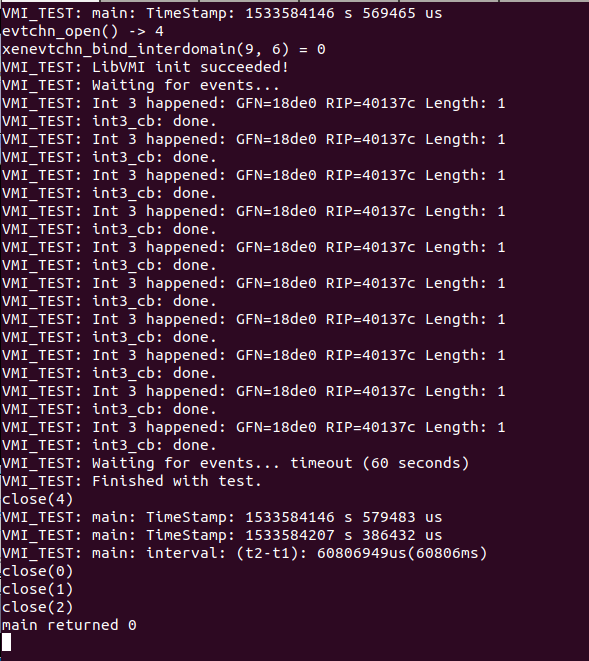 VMI_TEST: main: TimeStamp: 1533584146 s 569465 us
evtchn_open() -> 4
xenevtchn_bind_interdomain(9, 6) = 0
VMI_TEST: LibVMI init succeeded!
VMI_TEST: Waiting for events...
VMI_TEST: Int 3 happened: GFN=18de0 RIP=40137c Length: 1
VMI_TEST: int3_cb: done.
VMI_TEST: Int 3 happened: GFN=18de0 RIP=40137c Length: 1
VMI_TEST: int3_cb: done.
VMI_TEST: Int 3 happened: GFN=18de0 RIP=40137c Length: 1
VMI_TEST: int3_cb: done.
VMI_TEST: Int 3 happened: GFN=18de0 RIP=40137c Length: 1
VMI_TEST: int3_cb: done.
VMI_TEST: Int 3 happened: GFN=18de0 RIP=40137c Length: 1
VMI_TEST: int3_cb: done.
VMI_TEST: Int 3 happened: GFN=18de0 RIP=40137c Length: 1
VMI_TEST: int3_cb: done.
VMI_TEST: Int 3 happened: GFN=18de0 RIP=40137c Length: 1
VMI_TEST: int3_cb: done.
VMI_TEST: Int 3 happened: GFN=18de0 RIP=40137c Length: 1
VMI_TEST: int3_cb: done.
VMI_TEST: Int 3 happened: GFN=18de0 RIP=40137c Length: 1
VMI_TEST: int3_cb: done.
VMI_TEST: Int 3 happened: GFN=18de0 RIP=40137c Length: 1
VMI_TEST: int3_cb: done.
VMI_TEST: Waiting for events... timeout (60 seconds)
VMI_TEST: Finished with test.
close(4)
VMI_TEST: main: TimeStamp: 1533584146 s 579483 us
VMI_TEST: main: TimeStamp: 1533584207 s 386432 us
VMI_TEST: main: interval: (t2-t1): 60806949us(60806ms)
close(0)
close(1)
close(2)
main returned 0